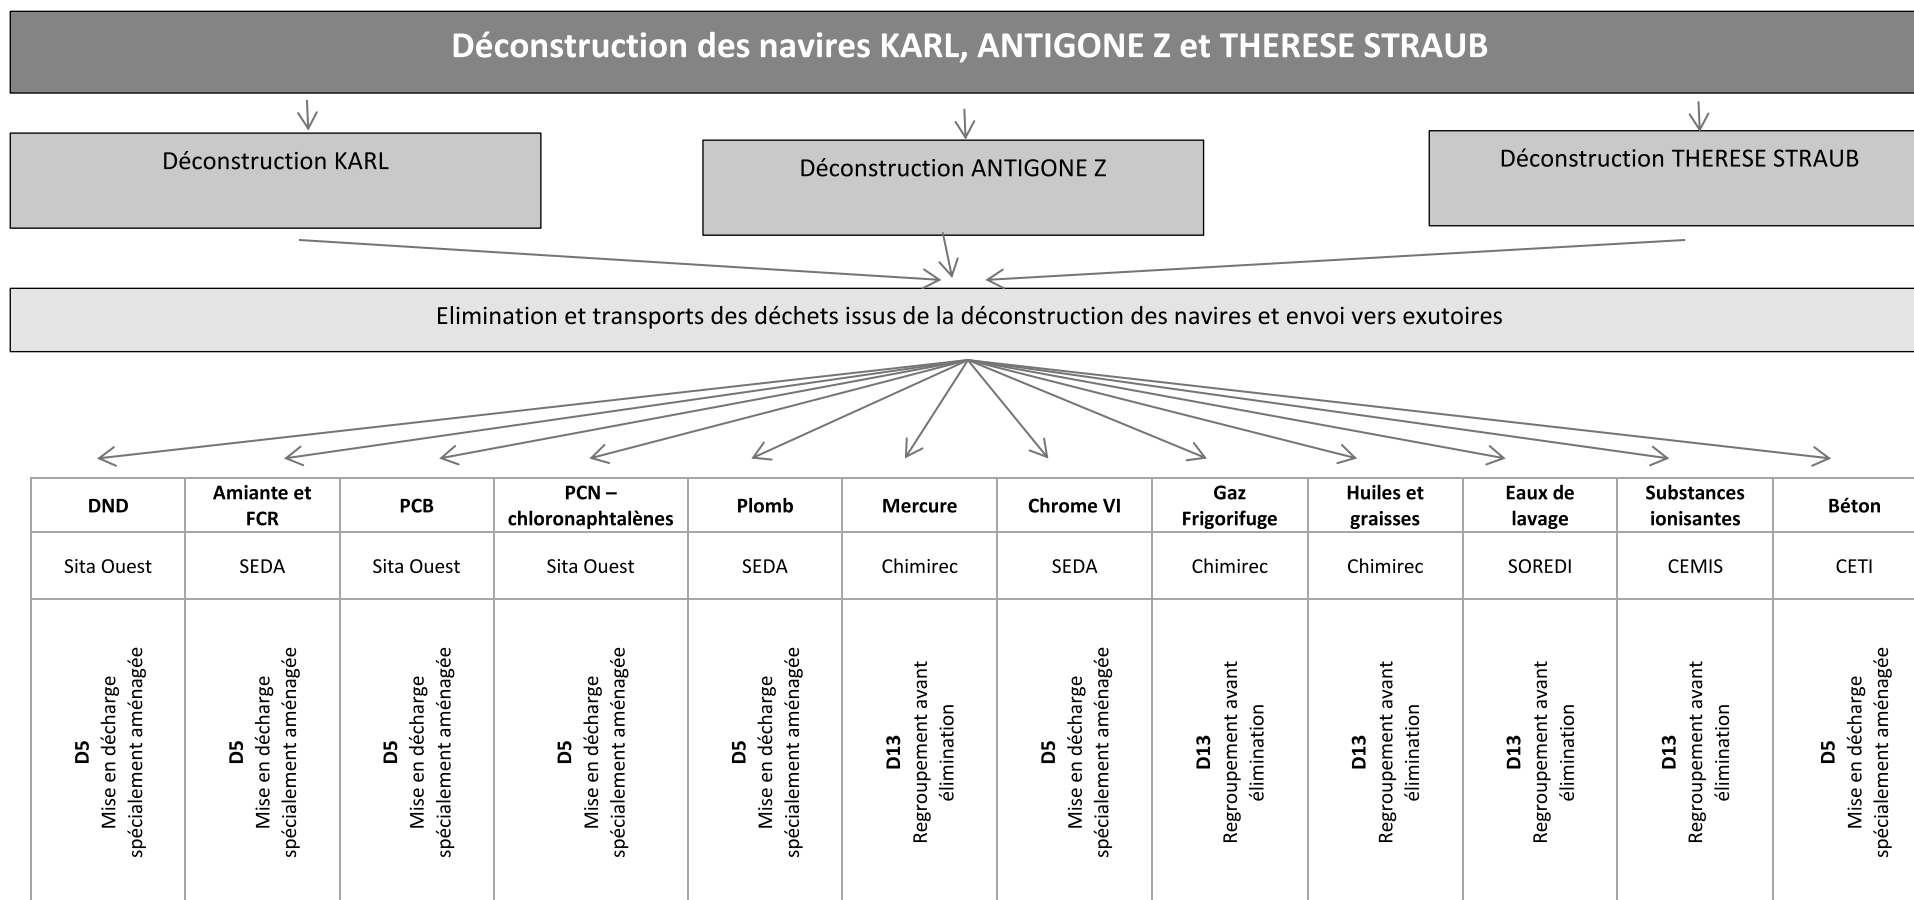 Déconstruction des navires KARL, ANTIGONE Z et THERESE STRAUB
Déconstruction KARL
Déconstruction ANTIGONE Z
Déconstruction THERESE STRAUB
Elimination et transports des déchets issus de la déconstruction des navires et envoi vers exutoires
DND
Amiante et
FCR
PCB
PCN –
chloronaphtalènes
Plomb
Mercure
Chrome VI
Gaz
Frigorifuge
Huiles et
graisses
Eaux de
lavage
Substances
ionisantes
Béton
Sita Ouest
SEDA
Sita Ouest
Sita Ouest
SEDA
Chimirec
SEDA
Chimirec
Chimirec
SOREDI
CEMIS
CETI
D5
Mise en décharge
spécialement aménagée
D5
Mise en décharge
spécialement aménagée
D5
Mise en décharge
spécialement aménagée
D5
Mise en décharge
spécialement aménagée
D5
Mise en décharge
spécialement aménagée
D13
Regroupement avant
élimination
D5
Mise en décharge
spécialement aménagée
D13
Regroupement avant
élimination
D13
Regroupement avant
élimination
D13
Regroupement avant
élimination
D13
Regroupement avant
élimination
D5
Mise en décharge
spécialement aménagée